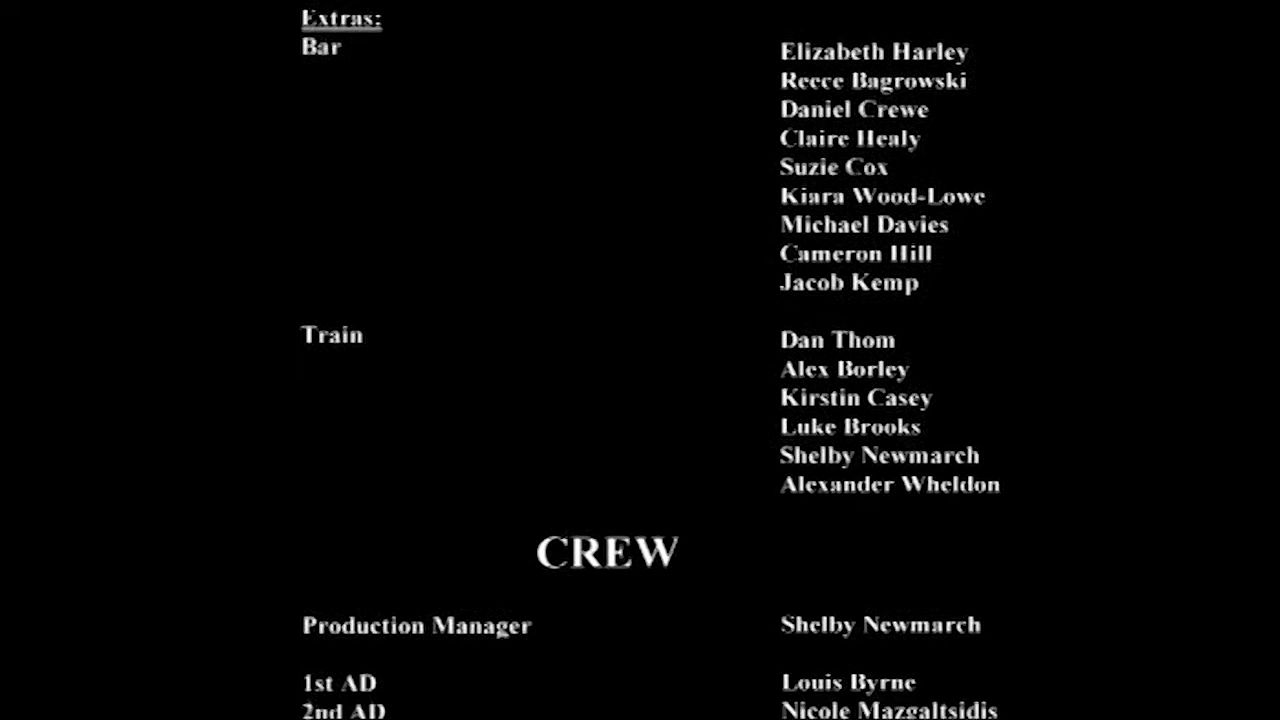 Extras:
Bar
Elizabeth Harley
Reece Bagrowski
Daniel Crewe
Claire Healy
Suzie Cox
Kiara Wood-Lowe
Michael Davies
Cameron Hill
Jacob Kemp
Train
Dan Thom
Alex Borley
Kirstin Casey
Luke Brooks
Shelby Newmarch
Alexander Wheldon
CREW
Production Manager Shelby Newmarch
1st AD Louis Byrne
2nd AD Nicole Mazgaltsidis